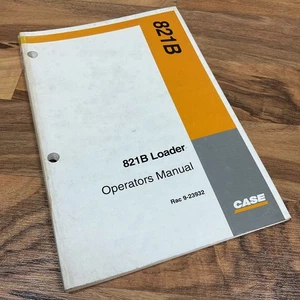 821B
821B Loader
Operators Manual
Rac 9-23932
CASE